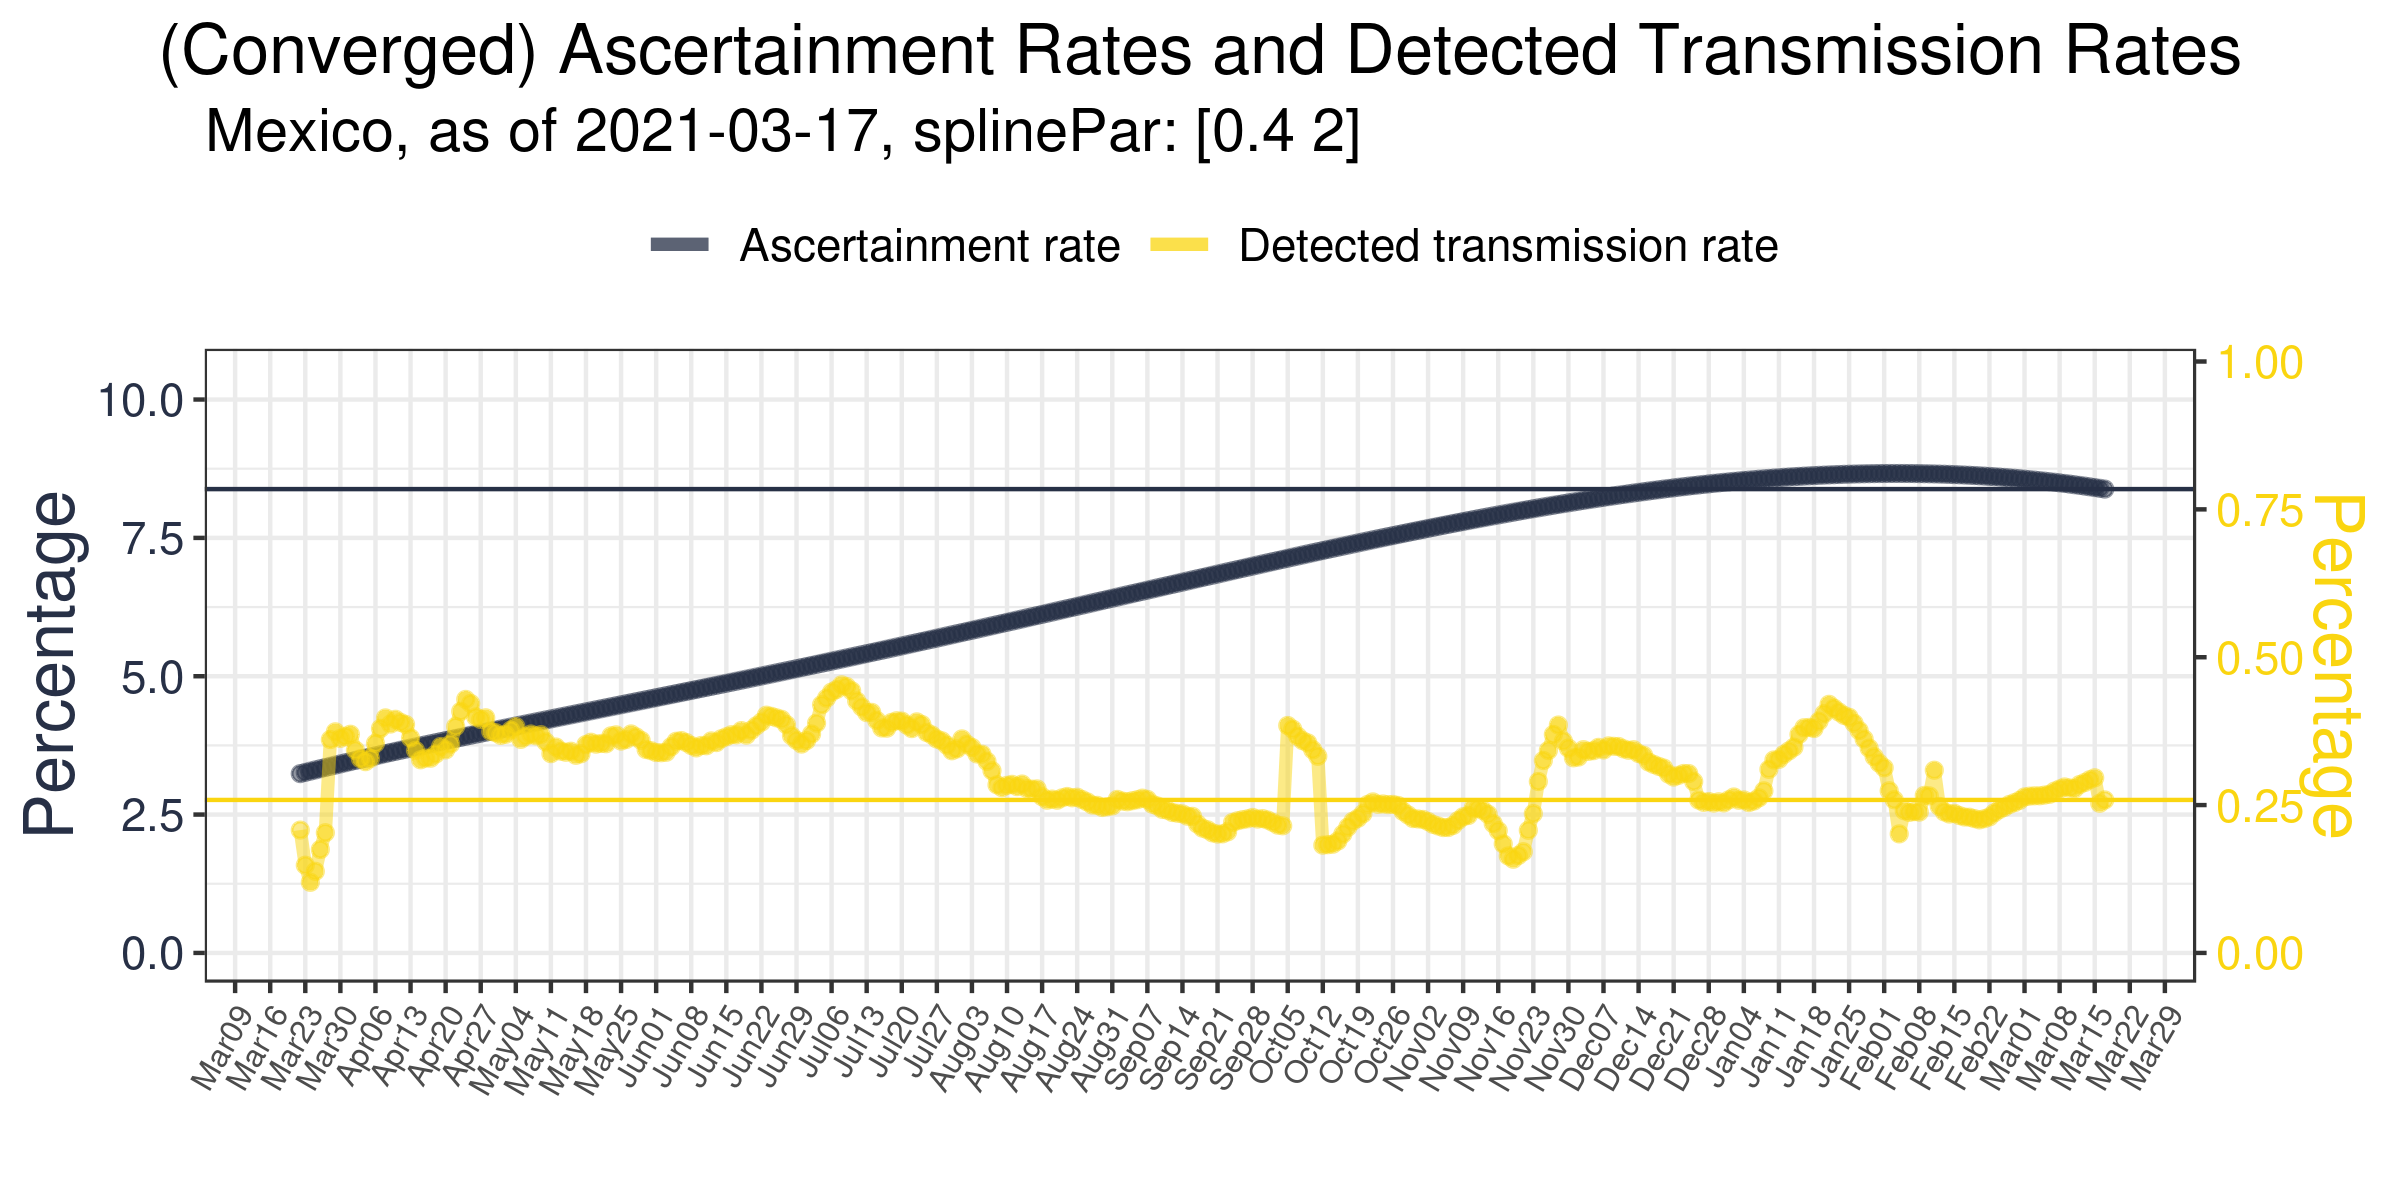 (Converged) Ascertainment Rates and Detected Transmission Rates
Mexico, as of 2021-03-17, splinePar: [0.4 2]
Ascertainment rate
Detected transmission rate
Percentage
10.0
7.5
5.0
2.5
0.0
1.00
0.75
0.50
0.25
0.00
Percentage
Mar09
Mar16
Mar23
Mar30
Apr06
Apr13
Apr20
Apr27
May04
May11
May18
May25
Jun01
Jun08
Jun15
Jun22
Jun29
Jul06
Jul13
Jul20
Jul27
Aug03
Aug10
Aug17
Aug24
Aug31
Sep07
Sep14
Sep21
Sep28
Oct05
Oct12
Oct19
Oct26
Nov02
Nov09
Nov16
Nov23
Nov30
Dec07
Dec14
Dec21
Dec28
Jan04
Jan11
Jan18
Jan25
Feb01
Feb08
Feb15
Feb22
Mar01
Mar08
Mar15
Mar22
Mar29